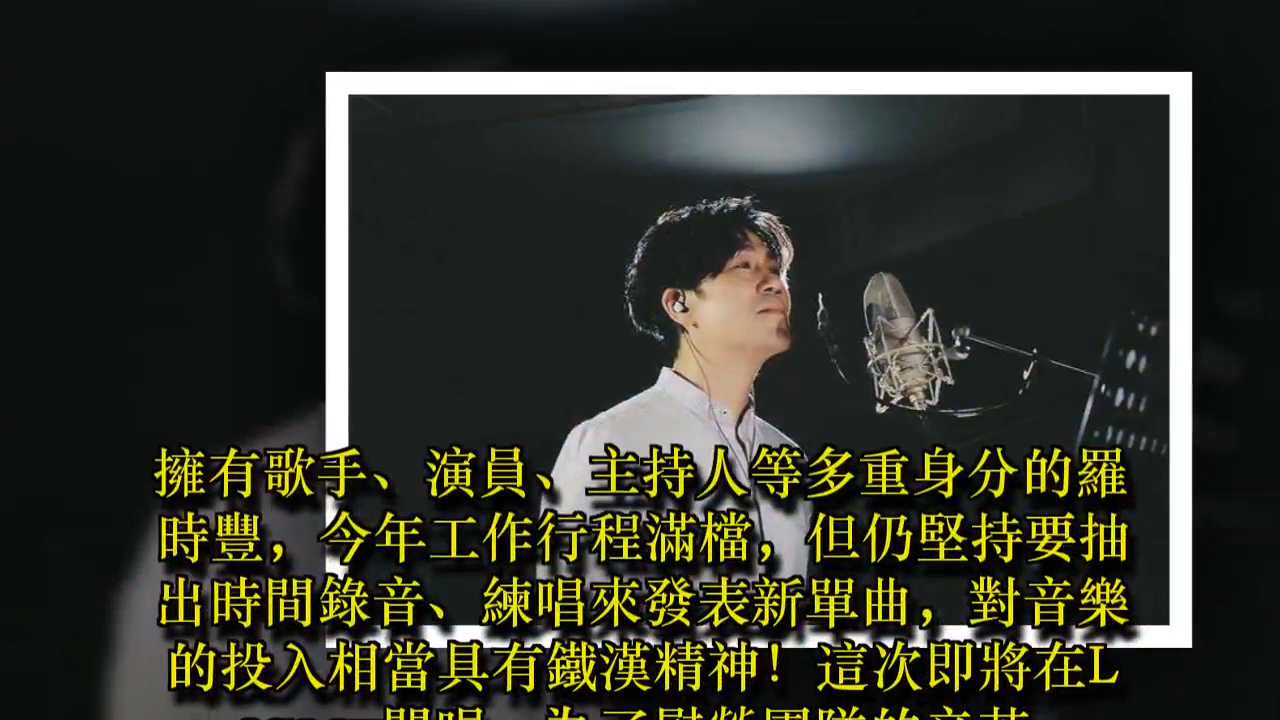 擁有歌手、演員、主持人等多重身分的羅
時豐，今年工作行程滿檔，但仍堅持要抽
出時間錄音、練唱來發表新單曲，對音樂
的投入相當具有鐵漢精神！這次即將在L